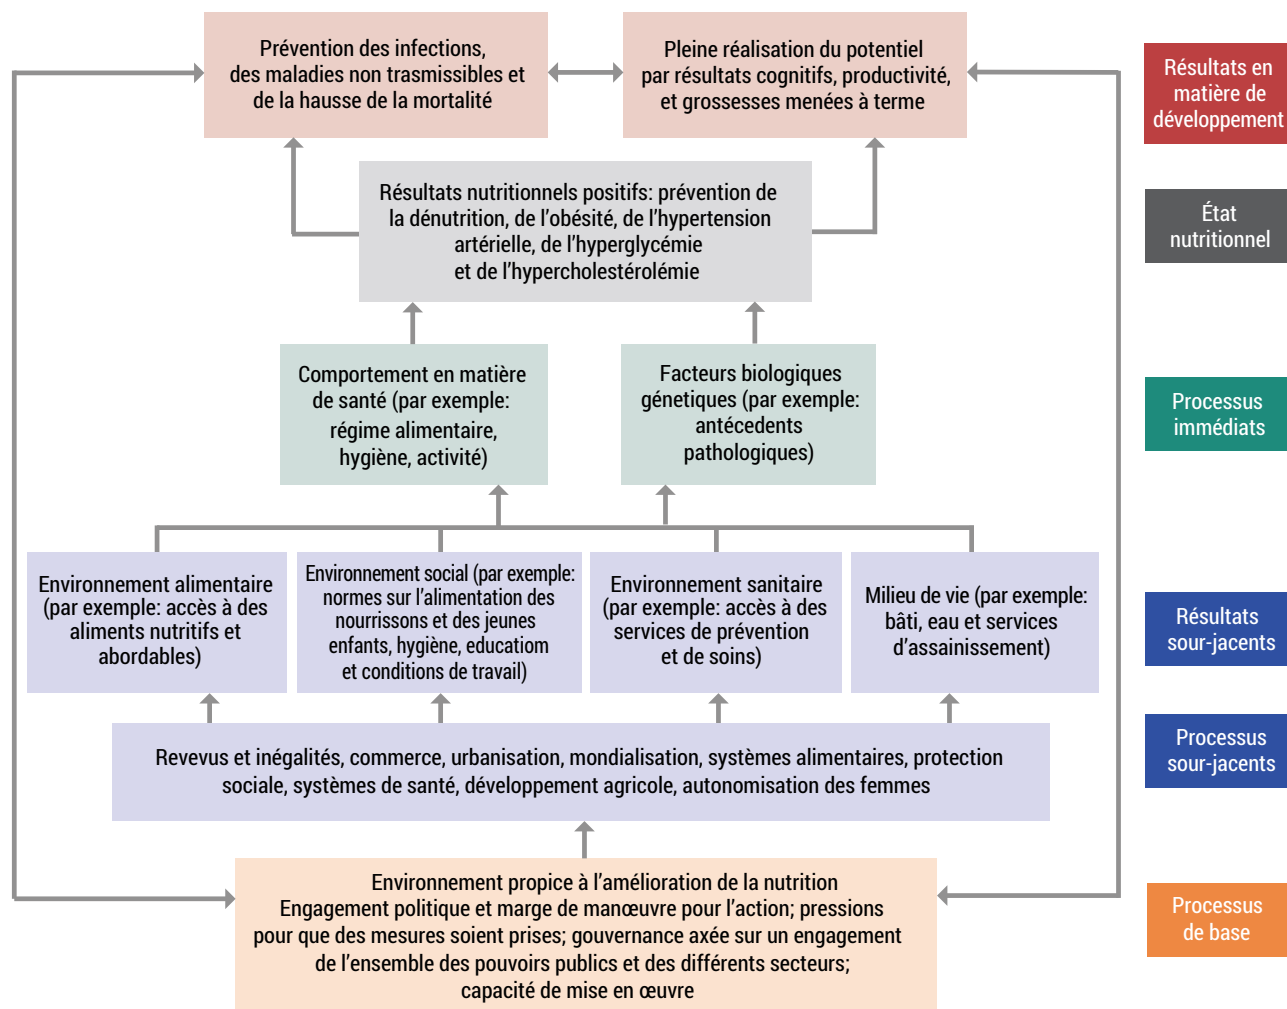 Prévention des infections,
des maladies non trasmissibles et
de la hausse de la mortalité
Pleine réalisation du potentiel
par résultats cognitifs, productivité,
et grossesses menées à terme
Résultats en
matière de
développement
Résultats nutritionnels positifs: prévention de
la dénutrition, de l'obésité, de l'hypertension
artérielle, de l'hyperglycémie
et de l'hypercholestérolémie
État
nutritionnel
Comportement en matière
de santé (par exemple:
régime alimentaire,
hygiène, activité)
Facteurs biologiques
génétiques (par exemple:
antécedents
pathologiques)
Processus
immédiats
Environnement alimentaire
(par exemple: accès à des
aliments nutritifs et
abordables)
Environnement social (par exemple:
normes sur l'alimentation des
nourrissons et des jeunes
enfants, hygiène, educatiom
et conditions de travail)
Environnement sanitaire
(par exemple: accès à des
services de prévention
et de soins)
Milieu de vie (par exemple:
bâti, eau et services
d'assainissement)
Résultats
sour-jacents
Revevus et inégalités, commerce, urbanisation, mondialisation, systèmes alimentaires, protection
sociale, systèmes de santé, développement agricole, autonomisation des femmes
Processus
sour-jacents
Environnement propice à l'amélioration de la nutrition
Engagement politique et marge de manœuvre pour l'action; pressions
pour que des mesures soient prises; gouvernance axée sur un engagement
de l'ensemble des pouvoirs publics et des différents secteurs;
capacité de mise en œuvre
Processus
de base